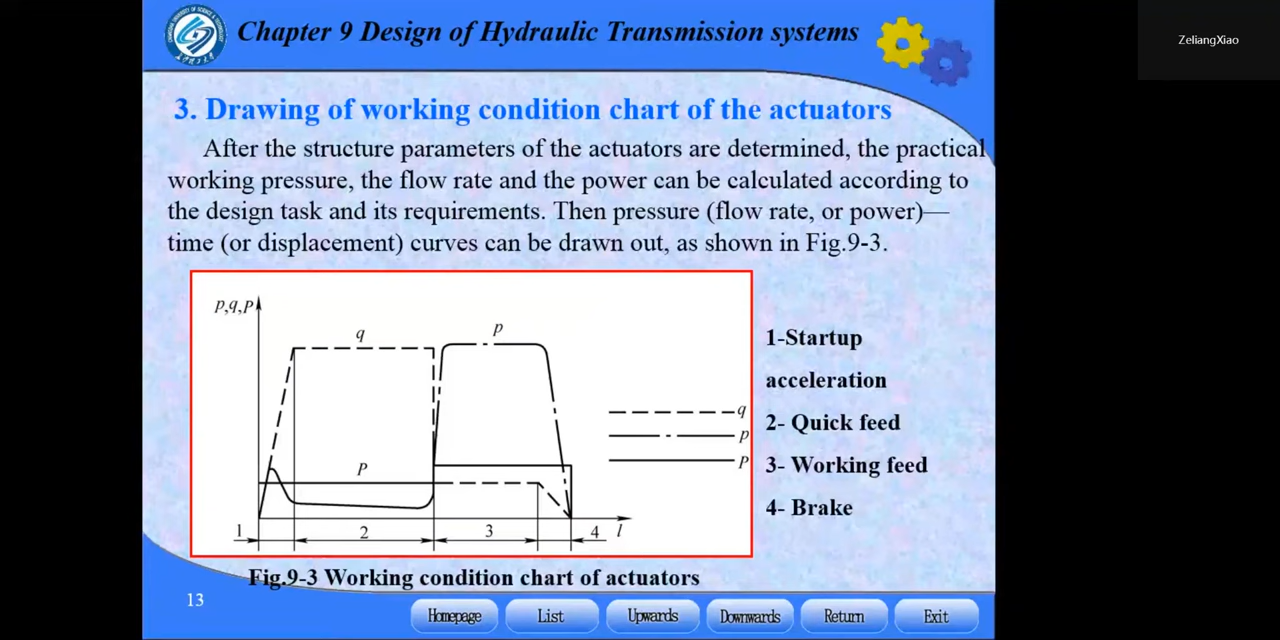 Chapter 9 Design of Hydraulic Transmission systems
ZeliangXiao
3. Drawing of working condition chart of the actuators
After the structure parameters of the actuators are determined, the practical
working pressure, the flow rate and the power can be calculated according to
the design task and its requirements. Then pressure (flow rate, or power)—
time (or displacement) curves can be drawn out, as shown in Fig.9-3.
p,q,P
q
p
P
q
p
P
1
2
3
4
l
1-Startup
acceleration
2- Quick feed
3- Working feed
4- Brake
Fig.9-3 Working condition chart of actuators
13
Homepage
List
Upwards
Downwards
Return
Exit